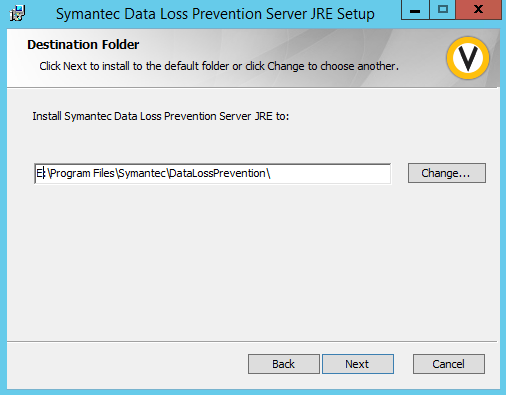 Symantec Data Loss Prevention Server JRE Setup
Destination Folder
Click Next to install to the default folder or click Change to choose another.
Install Symantec Data Loss Prevention Server JRE to:
E:\Program Files\Symantec\DataLossPrevention\
Change...
Back
Next
Cancel